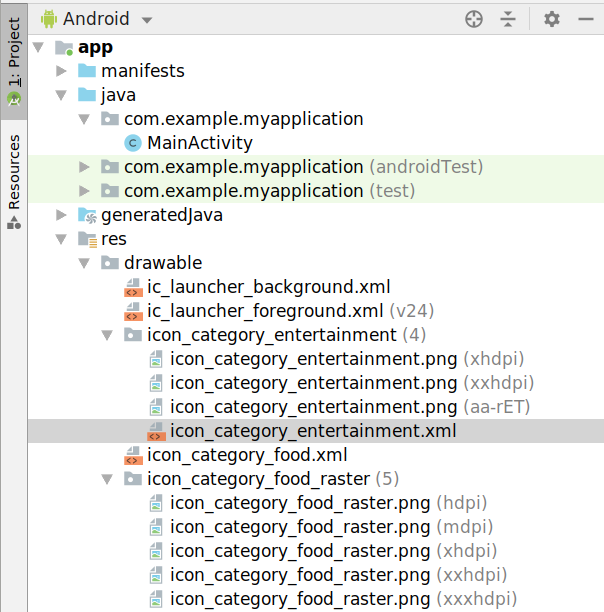 Android
1: Project
Resources
app
manifests
java
com.example.myapplication
C MainActivity
com.example.myapplication (androidTest)
com.example.myapplication (test)
generatedJava
res
drawable
ic_launcher_background.xml
ic_launcher_foreground.xml (v24)
icon_category_entertainment (4)
icon_category_entertainment.png (xhdpi)
icon_category_entertainment.png (xxhdpi)
icon_category_entertainment.png (aa-rET)
icon_category_entertainment.xml
icon_category_food.xml
icon_category_food_raster (5)
icon_category_food_raster.png (hdpi)
icon_category_food_raster.png (mdpi)
icon_category_food_raster.png (xhdpi)
icon_category_food_raster.png (xxhdpi)
icon_category_food_raster.png (xxxhdpi)